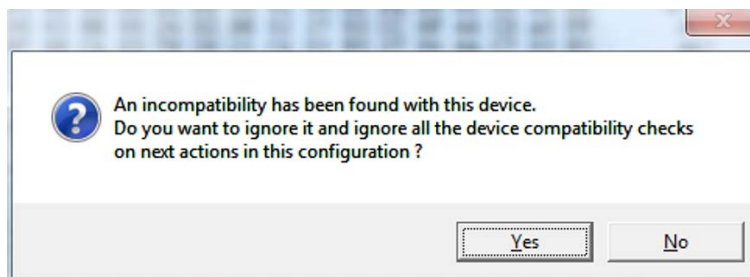 An incompatibility has been found with this device.
Do you want to ignore it and ignore all the device compatibility checks
on next actions in this configuration ?
Yes
No